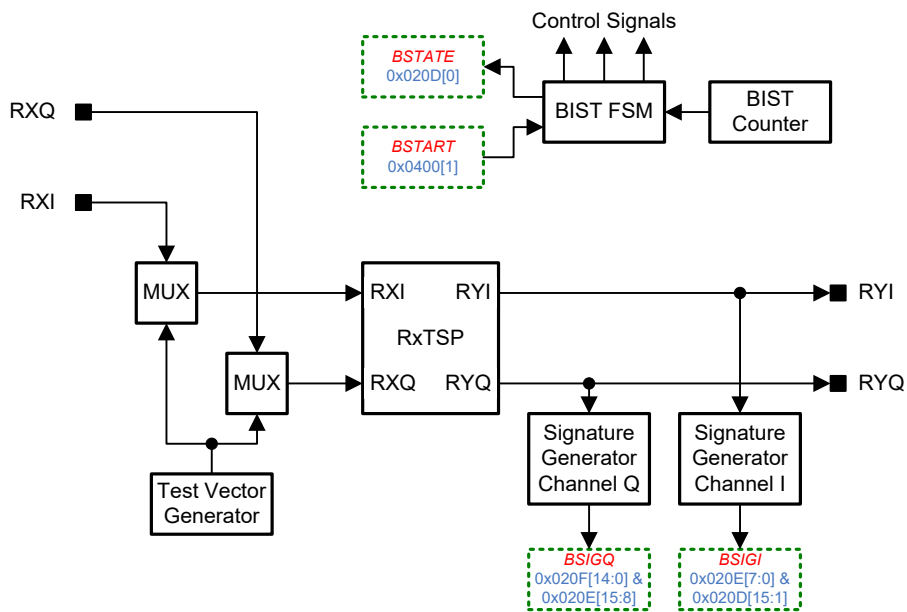 Control Signals
BSTATE
0x020D[0]
BIST FSM
BIST
Counter
BSTART
0x0400[1]
RXQ
RXI
MUX
MUX
RXI
RYI
RxTSP
RXQ
RYQ
RYI
RYQ
Test Vector
Generator
Signature
Generator
Channel Q
Signature
Generator
Channel I
BSIGQ
0x020F[14:0] &
0x020E[15:8]
BSIGI
0x020E[7:0] &
0x020D[15:1]